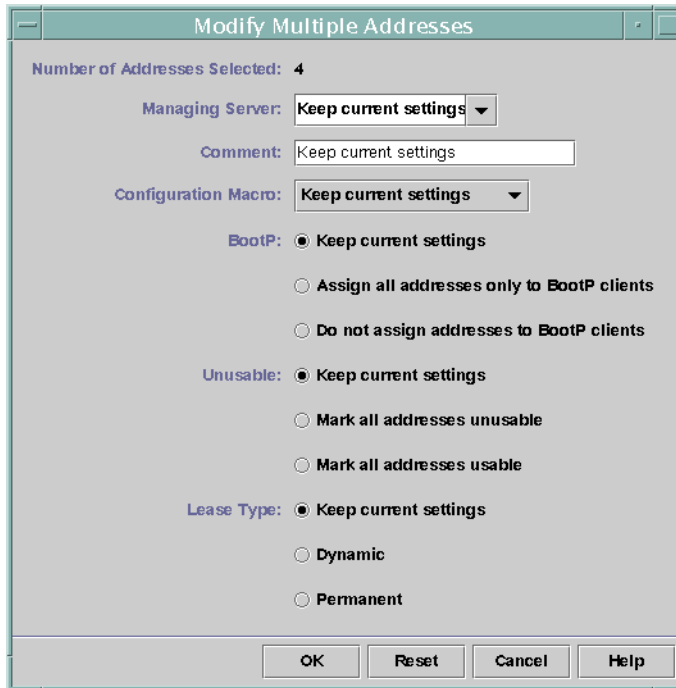 Modify Multiple Addresses
Number of Addresses Selected: 4
Managing Server: Keep current settings
Comment: Keep current settings
Configuration Macro: Keep current settings
BootP: Keep current settings
Assign all addresses only to BootP clients
Do not assign addresses to BootP clients
Unusable: Keep current settings
Mark all addresses unusable
Mark all addresses usable
Lease Type: Keep current settings
Dynamic
Permanent
OK Reset Cancel Help